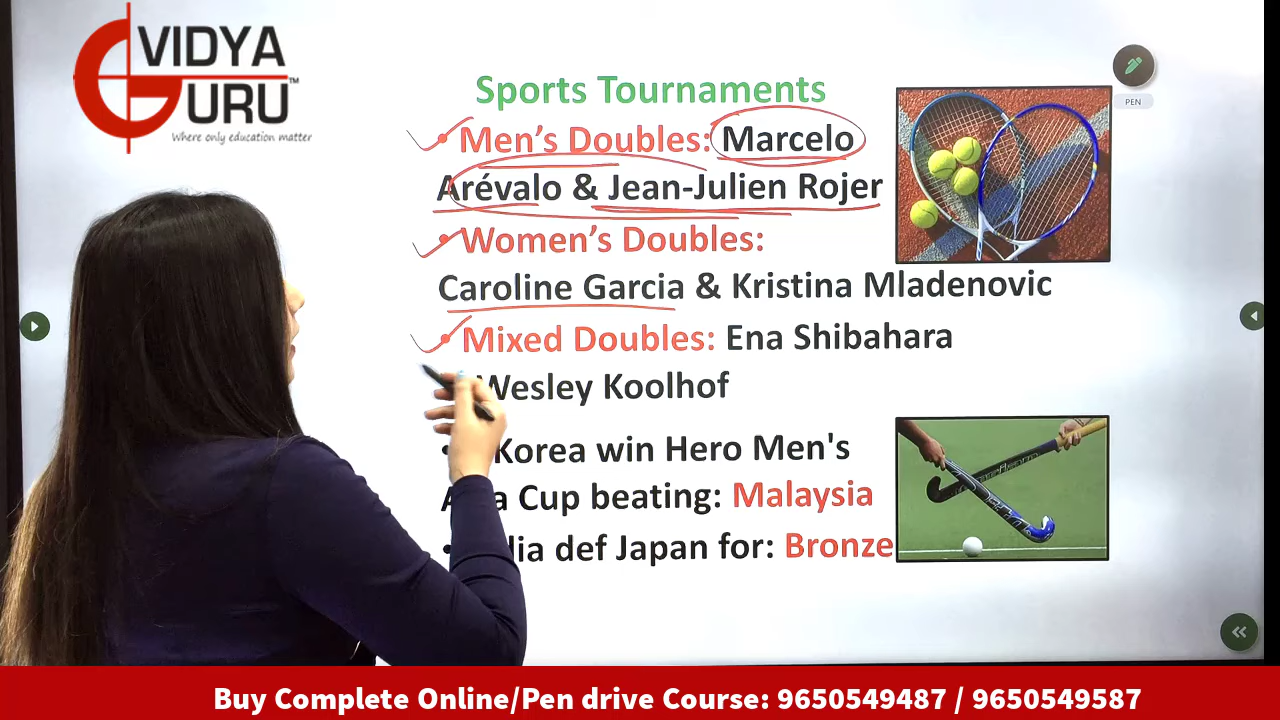 VIDYA
GURU™
Where only education matter
Sports Tournaments
PEN
• Men's Doubles: Marcelo
Arévalo & Jean-Julien Rojer
• Women's Doubles:
Caroline Garcia & Kristina Mladenovic
• Mixed Doubles: Ena Shibahara
Wesley Koolhof
• Korea win Hero Men's
Cup beating: Malaysia
• def Japan for: Bronze
Buy Complete Online/Pen drive Course: 9650549487 / 9650549587